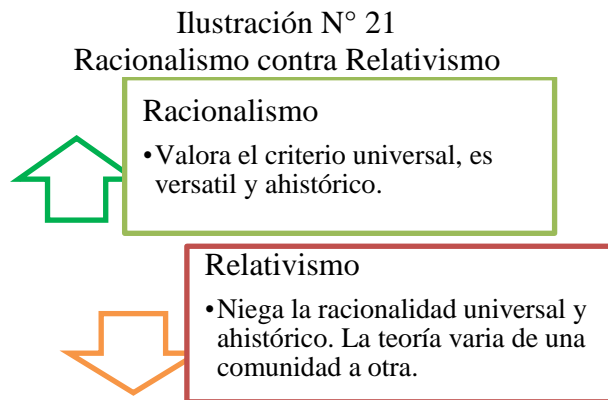 Ilustración N° 21
Racionalismo contra Relativismo
Racionalismo
•Valora el criterio universal, es
versatil y ahistórico.
Relativismo
•Niega la racionalidad universal y
ahistórico. La teoría varia de una
comunidad a otra.